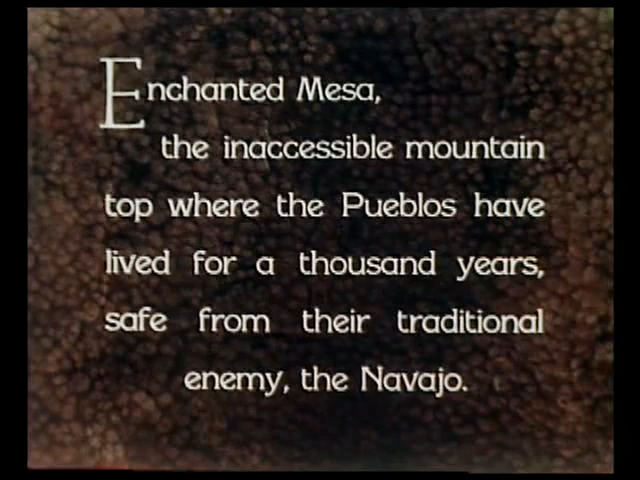 Enchanted Mesa,
the inaccessible mountain
top where the Pueblos have
lived for a thousand years,
safe from their traditional
enemy, the Navajo.